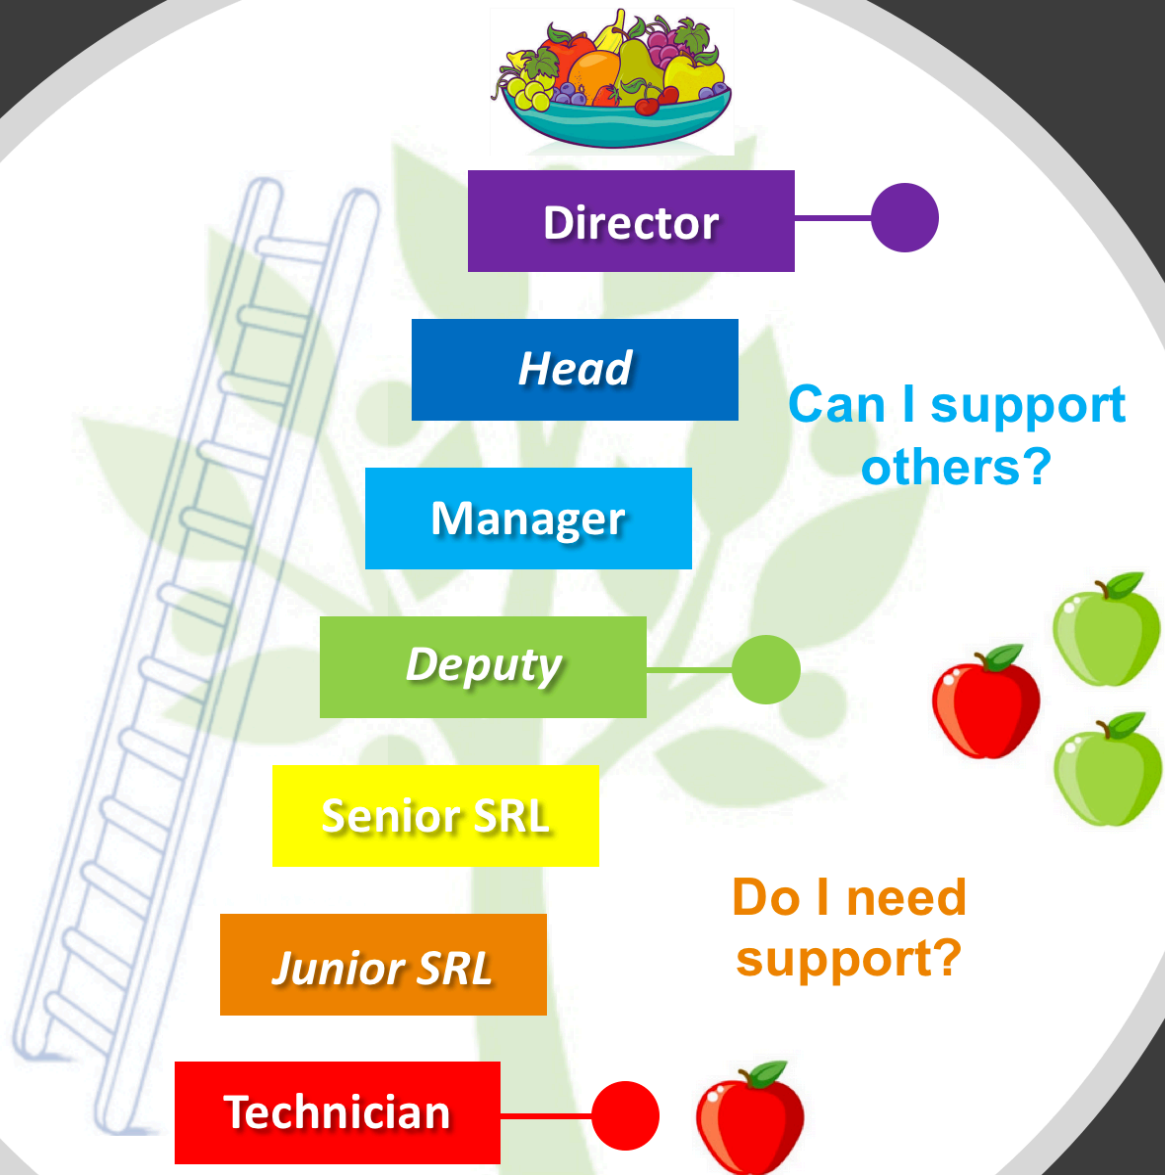 Director
Head
Can I support
others?
Manager
Deputy
Senior SRL
Do I need
support?
Junior SRL
Technician